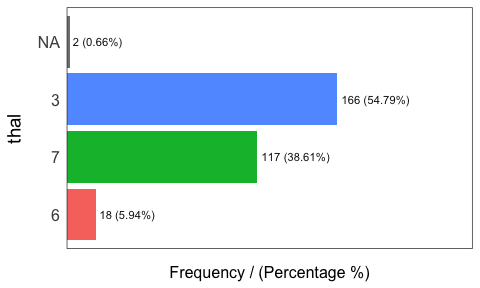 NA 2 (0.66%)
3 166 (54.79%)
thal
7 117 (38.61%)
6 18 (5.94%)
Frequency / (Percentage %)